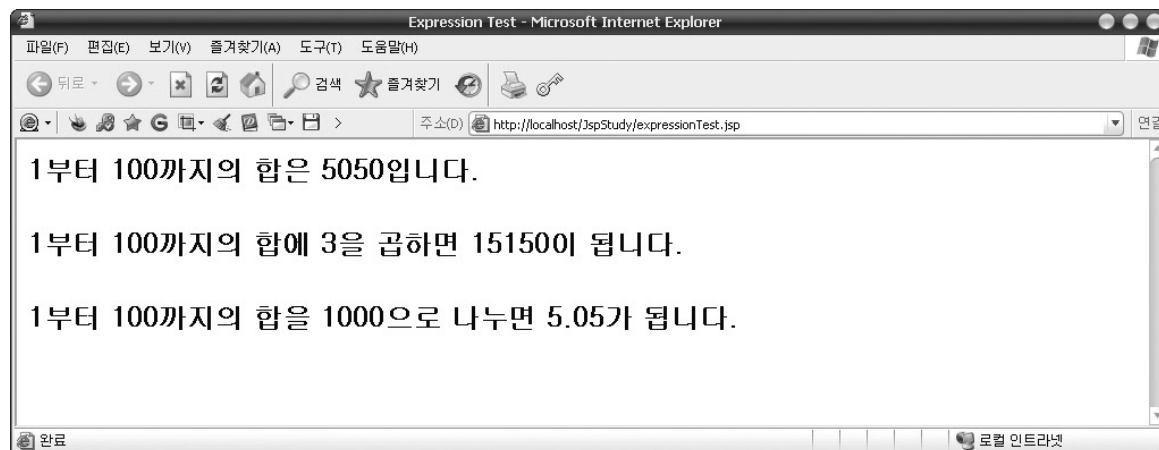 Expression Test - Microsoft Internet Explorer
파일(F) 편집(E) 보기(V) 즐겨찾기(A) 도구(T) 도움말(H)
뒤로 검색 즐겨찾기
주소(D) http://localhost/JspStudy/expressionTest.jsp 연결
1부터 100까지의 합은 5050입니다.
1부터 100까지의 합에 3을 곱하면 15150이 됩니다.
1부터 100까지의 합을 1000으로 나누면 5.05가 됩니다.
완료 로컬 인트라넷